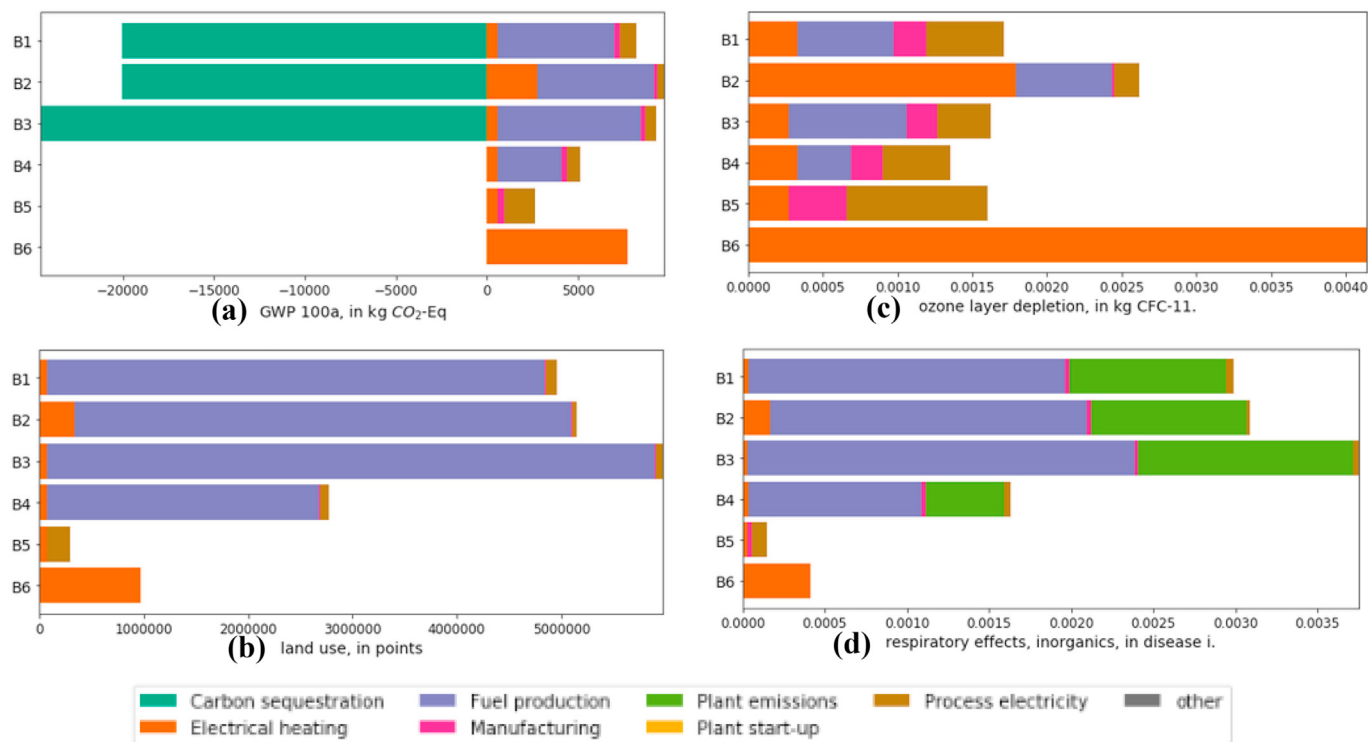 B1
B2
B3
B4
B5
B6
−20000 −15000 −10000 −5000 0 5000
(a) GWP 100a, in kg CO₂-Eq
B1
B2
B3
B4
B5
B6
0.0000 0.0005 0.0010 0.0015 0.0020 0.0025 0.0030 0.0035 0.0040
(c) ozone layer depletion, in kg CFC-11.
B1
B2
B3
B4
B5
B6
0 1000000 2000000 3000000 4000000 5000000
(b) land use, in points
B1
B2
B3
B4
B5
B6
0.0000 0.0005 0.0010 0.0015 0.0020 0.0025 0.0030 0.0035
(d) respiratory effects, inorganics, in disease i.
Carbon sequestration Fuel production Plant emissions Process electricity other
Electrical heating Manufacturing Plant start-up